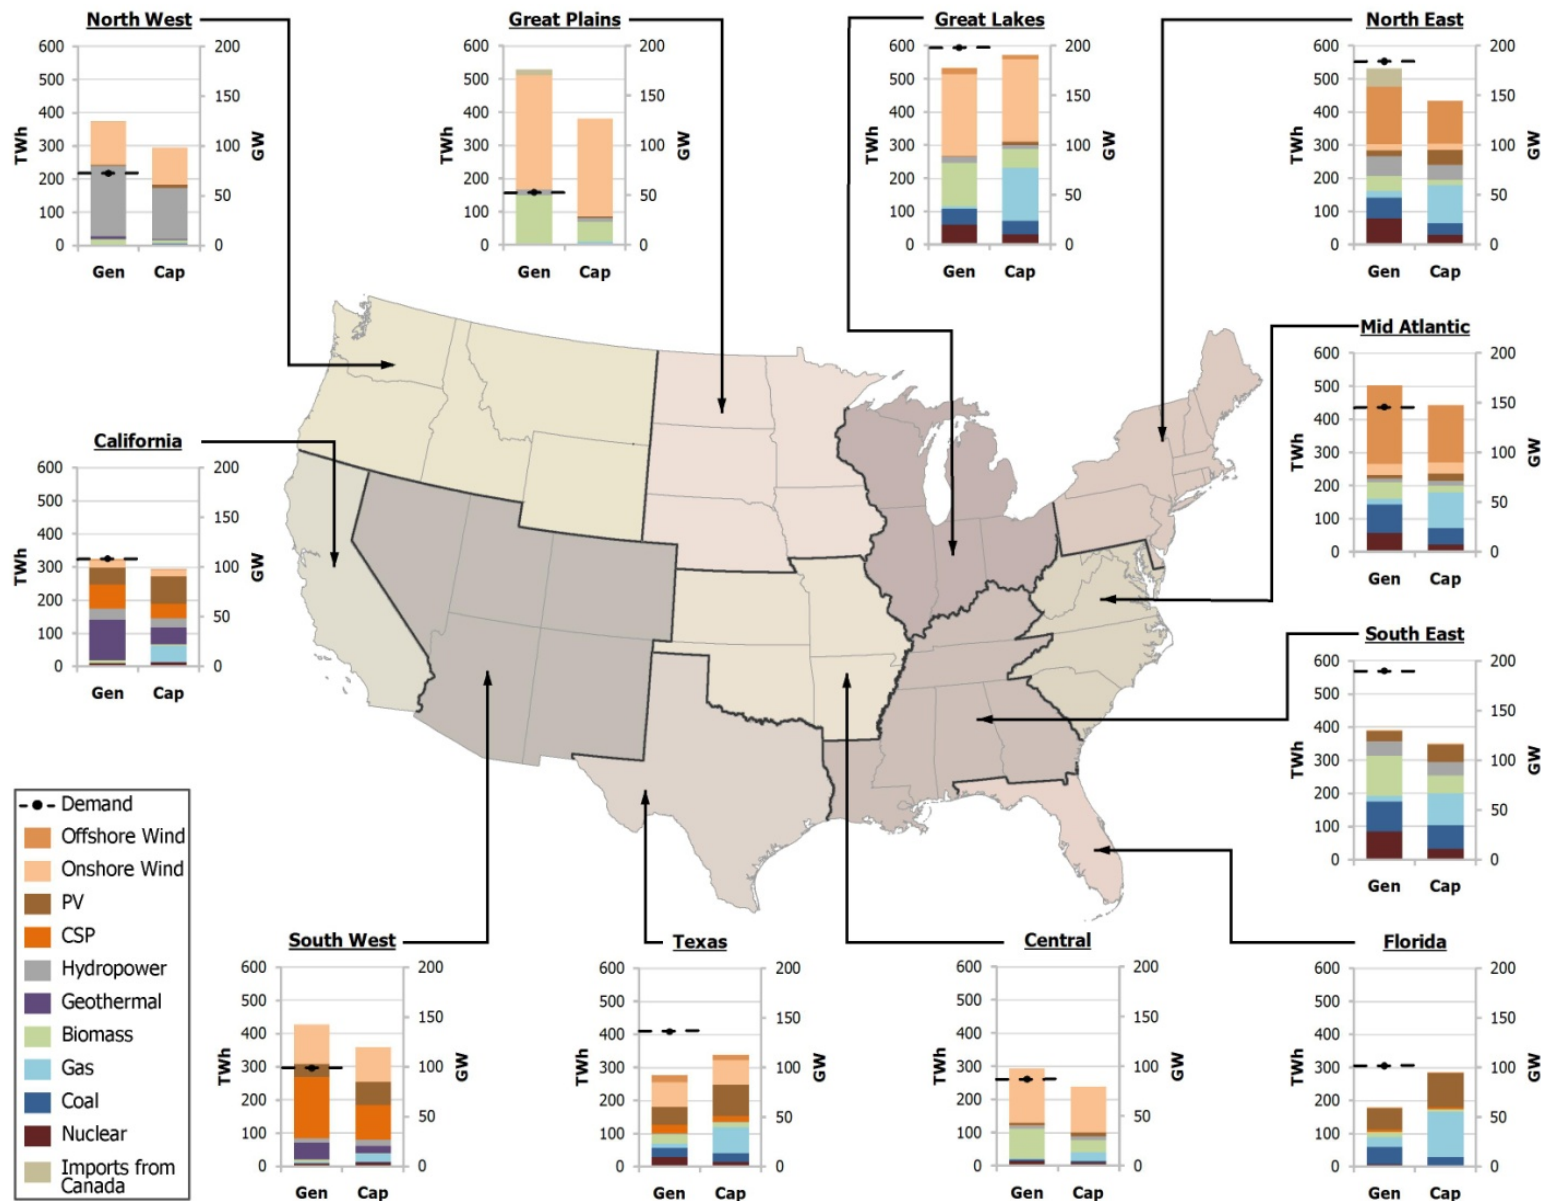 North West
600
500
400
300
200
100
0
TWh
200
150
100
50
0
GW
Gen Cap
Great Plains
600
500
400
300
200
100
0
TWh
200
150
100
50
0
GW
Gen Cap
Great Lakes
600
500
400
300
200
100
0
TWh
200
150
100
50
0
GW
Gen Cap
North East
600
500
400
300
200
100
0
TWh
200
150
100
50
0
GW
Gen Cap
Mid Atlantic
600
500
400
300
200
100
0
TWh
200
150
100
50
0
GW
Gen Cap
California
600
500
400
300
200
100
0
TWh
200
150
100
50
0
GW
Gen Cap
South East
600
500
400
300
200
100
0
TWh
200
150
100
50
0
GW
Gen Cap
Demand
Offshore Wind
Onshore Wind
PV
CSP
Hydropower
Geothermal
Biomass
Gas
Coal
Nuclear
Imports from
Canada
South West
600
500
400
300
200
100
0
TWh
200
150
100
50
0
GW
Gen Cap
Texas
600
500
400
300
200
100
0
TWh
200
150
100
50
0
GW
Gen Cap
Central
600
500
400
300
200
100
0
TWh
200
150
100
50
0
GW
Gen Cap
Florida
600
500
400
300
200
100
0
TWh
200
150
100
50
0
GW
Gen Cap